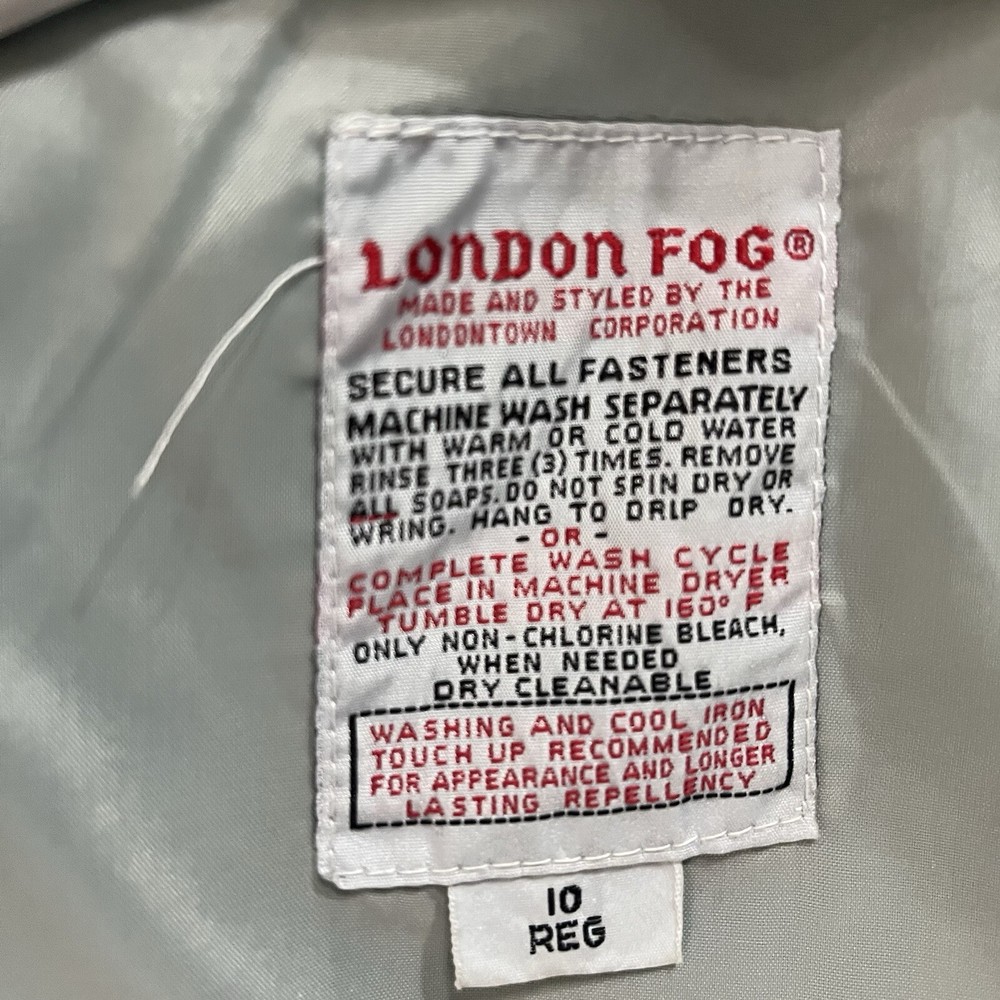 LONDON FOG®
MADE AND STYLED BY THE
LONDONTOWN CORPORATION
SECURE ALL FASTENERS
MACHINE WASH SEPARATELY
WITH WARM OR COLD WATER
RINSE THREE (3) TIMES. REMOVE
ALL SOAPS. DO NOT SPIN DRY OR
WRING. HANG TO DRIP DRY.
- OR -
COMPLETE WASH CYCLE
PLACE IN MACHINE DRYER
TUMBLE DRY AT 160° F
ONLY NON-CHLORINE BLEACH,
WHEN NEEDED
DRY CLEANABLE
WASHING AND COOL IRON
TOUCH UP RECOMMENDED
FOR APPEARANCE AND LONGER
LASTING REPELLENCY
10
REG